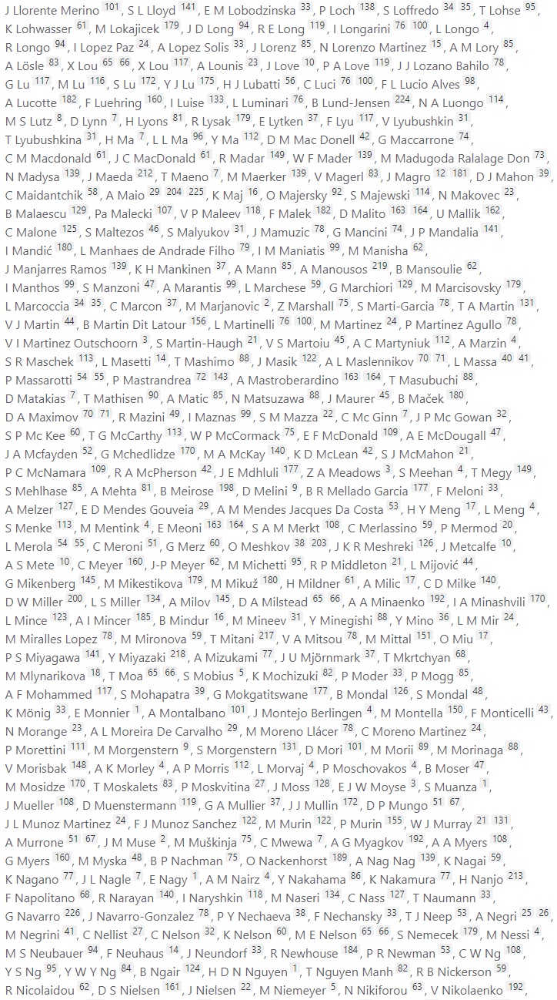 J Llorente Merino 101, S L Lloyd 141, E M Lobodzinska 33, P Loch 138, S Loffredo 34 35, T Lohse 95,
K Lohwasser 61, M Lokajicek 179, J D Long 94, R E Long 119, I Longarini 76 100, L Longo 4,
R Longo 94, I Lopez Paz 24, A Lopez Solis 33, J Lorenz 85, N Lorenzo Martinez 15, A M Lory 85,
A Lösle 83, X Lou 65 66, X Lou 117, A Lounis 23, J Love 10, P A Love 119, J J Lozano Bahilo 78,
G Lu 117, M Lu 116, S Lu 172, Y J Lu 175, H J Lubatti 56, C Luci 76 100, F L Lucio Alves 98,
A Lucotte 182, F Luehring 160, I Luise 133, L Luminari 76, B Lund-Jensen 224, N A Luongo 114,
M S Lutz 8, D Lynn 7, H Lyons 81, R Lysak 179, E Lytken 37, F Lyu 117, V Lyubushkin 31,
T Lyubushkina 31, H Ma 7, L L Ma 96, Y Ma 112, D M Mac Donell 42, G Maccarrone 74,
C M Macdonald 61, J C MacDonald 61, R Madar 149, W F Mader 139, M Madugoda Ralalage Don 73,
N Madysa 139, J Maeda 212, T Maeno 7, M Maerker 139, V Magerl 83, J Magro 12 181, D J Mahon 39,
C Maidantchik 58, A Maio 29 204 225, K Maj 16, O Majersky 92, S Majewski 114, N Makovec 23,
B Malaescu 129, Pa Malecki 107, V P Maleev 118, F Malek 182, D Malito 163 164, U Mallik 162,
C Malone 125, S Maltezos 46, S Malyukov 31, J Mamuzic 78, G Mancini 74, J P Mandalia 141,
I Mandić 180, L Manhaes de Andrade Filho 79, I M Maniatis 99, M Manisha 62,
J Manjarres Ramos 139, K H Mankinen 37, A Mann 85, A Manousos 219, B Mansoulie 62,
I Manthos 99, S Manzoni 47, A Marantis 99, L Marchese 59, G Marchiori 129, M Marcisovsky 179,
L Marcoccia 34 35, C Marcon 37, M Marjanovic 2, Z Marshall 75, S Marti-Garcia 78, T A Martin 131,
V J Martin 44, B Martin Dit Latour 156, L Martinelli 76 100, M Martinez 24, P Martinez Agullo 78,
V I Martinez Outschoorn 3, S Martin-Haugh 21, V S Martoiu 45, A C Martyniuk 112, A Marzin 4,
S R Maschek 113, L Masetti 14, T Mashimo 88, J Masik 122, A L Maslennikov 70 71, L Massa 40 41,
P Massarotti 54 55, P Mastrandrea 72 143, A Mastroberardino 163 164, T Masubuchi 88,
D Matakias 7, T Mathisen 90, A Matic 85, N Matsuzawa 88, J Maurer 45, B Maček 180,
D A Maximov 70 71, R Mazini 49, I Maznas 99, S M Mazza 22, C Mc Ginn 7, J P Mc Gowan 32,
S P Mc Kee 60, T G McCarthy 113, W P McCormack 75, E F McDonald 109, A E McDougall 47,
J A Mcfayden 52, G Mchedlidze 170, M A McKay 140, K D McLean 42, S J McMahon 21,
P C McNamara 109, R A McPherson 42, J E Mdhluli 177, Z A Meadows 3, S Meehan 4, T Megy 149,
S Mehlhase 85, A Mehta 81, B Meirose 198, D Melini 9, B R Mellado Garcia 177, F Meloni 33,
A Melzer 127, E D Mendes Gouveia 29, A M Mendes Jacques Da Costa 53, H Y Meng 17, L Meng 4,
S Menke 113, M Mentink 4, E Meoni 163 164, S A M Merkt 108, C Merlassino 59, P Mermod 20,
L Merola 54 55, C Meroni 51, G Merz 60, O Meshkov 38 203, J K R Meshreki 126, J Metcalfe 10,
A S Mete 10, C Meyer 160, J-P Meyer 62, M Michetti 95, R P Middleton 21, L Mijović 44,
G Mikenberg 145, M Mikestikova 179, M Mikuž 180, H Mildner 61, A Milic 17, C D Milke 140,
D W Miller 200, L S Miller 134, A Milov 145, D A Milstead 65 66, A A Minaenko 192, I A Minashvili 170,
L Mince 123, A I Mincer 185, B Mindur 16, M Mineev 31, Y Minegishi 88, Y Mino 36, L M Mir 24,
M Miralles Lopez 78, M Mironova 59, T Mitani 217, V A Mitsou 78, M Mittal 151, O Miu 17,
P S Miyagawa 141, Y Miyazaki 218, A Mizukami 77, J U Mjörnmark 37, T Mkrtchyan 68,
M Mlynarikova 18, T Moa 65 66, S Mobius 5, K Mochizuki 82, P Moder 33, P Mogg 85,
A F Mohammed 117, S Mohapatra 39, G Mokgatitswane 177, B Mondal 126, S Mondal 48,
K Mönig 33, E Monnier 1, A Montalbano 101, J Montejo Berlingen 4, M Montella 150, F Monticelli 43,
N Morange 23, A L Moreira De Carvalho 29, M Moreno Llácer 78, C Moreno Martinez 24,
P Morettini 111, M Morgenstern 9, S Morgenstern 131, D Mori 101, M Morii 89, M Morinaga 88,
V Morisbak 148, A K Morley 4, A P Morris 112, L Morvaj 4, P Moschovakos 4, B Moser 47,
M Mosidze 170, T Moskalets 83, P Moskvitina 27, J Moss 128, E J W Moyse 3, S Muanza 1,
J Mueller 108, D Muenstermann 119, G A Mullier 37, J J Mullin 172, D P Mungo 51 67,
J L Munoz Martinez 24, F J Munoz Sanchez 122, M Murin 122, P Murin 155, W J Murray 21 131,
A Murrone 51 67, J M Muse 2, M Muškinja 75, C Mwewa 7, A G Myagkov 192, A A Myers 108,
G Myers 160, M Myska 48, B P Nachman 75, O Nackenhorst 189, A Nag Nag 139, K Nagai 59,
K Nagano 77, J L Nagle 7, E Nagy 1, A M Nairz 4, Y Nakahama 86, K Nakamura 77, H Nanjo 213,
F Napolitano 68, R Narayan 140, I Naryshkin 118, M Naseri 134, C Nass 127, T Naumann 33,
G Navarro 226, J Navarro-Gonzalez 78, P Y Nechaeva 38, F Nechansky 33, T J Neep 53, A Negri 25 26,
M Negrini 41, C Nellist 27, C Nelson 32, K Nelson 60, M E Nelson 65 66, S Nemecek 179, M Nessi 4,
M S Neubauer 94, F Neuhaus 14, J Neundorf 33, R Newhouse 184, P R Newman 53, C W Ng 108,
Y S Ng 95, Y W Y Ng 84, B Ngair 124, H D N Nguyen 1, T Nguyen Manh 82, R B Nickerson 59,
R Nicolaidou 62, D S Nielsen 161, J Nielsen 22, M Niemeyer 5, N Nikiforou 63, V Nikolaenko 192,